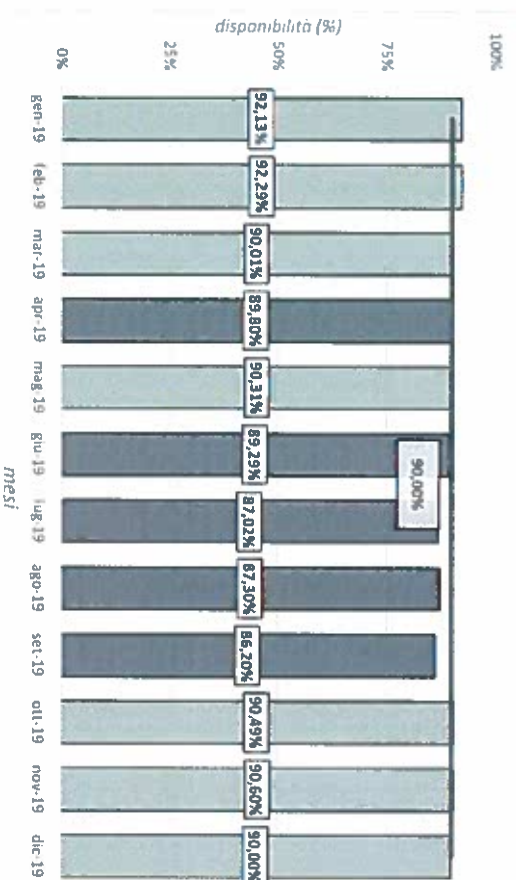 disponibilità (%)
100%
75%
50%
25%
0%
92,13%
92,29%
90,01%
89,80%
90,31%
89,29%
87,02%
87,30%
86,20%
90,49%
90,60%
90,00%
90,00%
gen-19
feb-19
mar-19
apr-19
mag-19
giu-19
lug-19
ago-19
set-19
ott-19
nov-19
dic-19
mesi